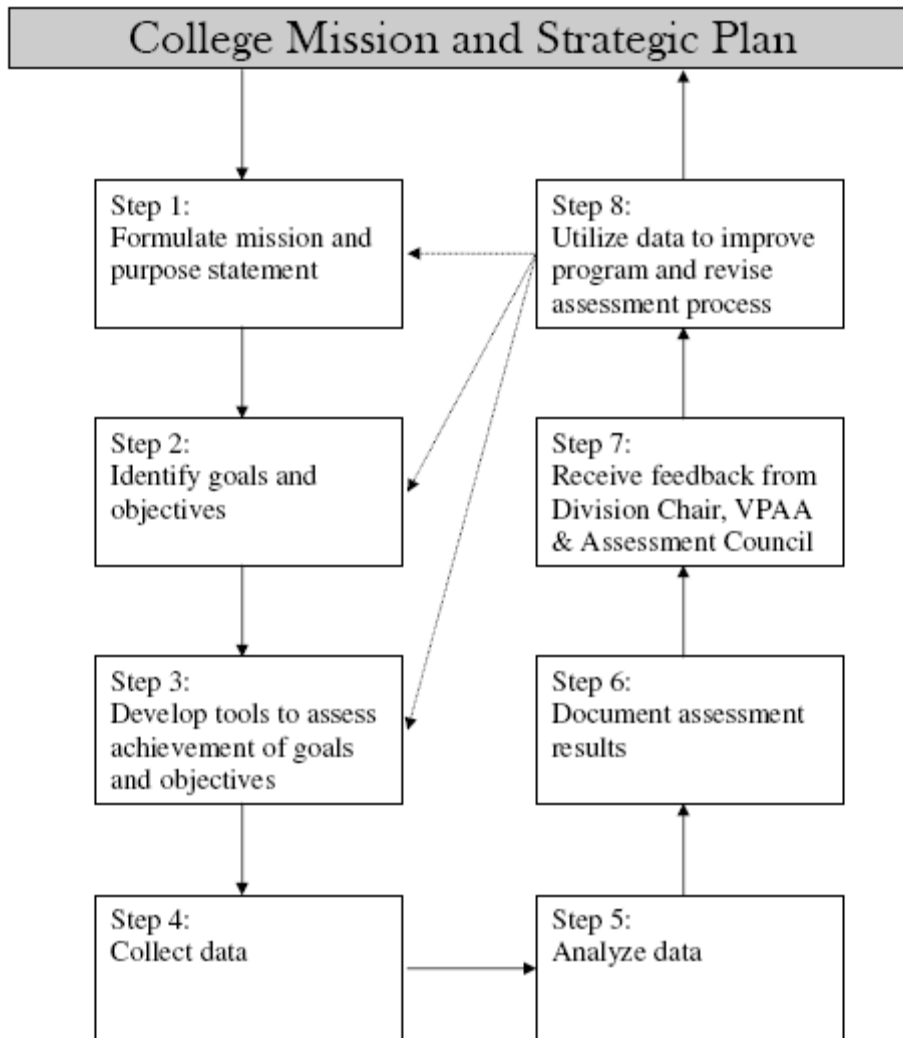 College Mission and Strategic Plan
Step 1:
Formulate mission and
purpose statement
Step 2:
Identify goals and
objectives
Step 3:
Develop tools to assess
achievement of goals
and objectives
Step 4:
Collect data
Step 5:
Analyze data
Step 6:
Document assessment
results
Step 7:
Receive feedback from
Division Chair, VPAA
& Assessment Council
Step 8:
Utilize data to improve
program and revise
assessment process